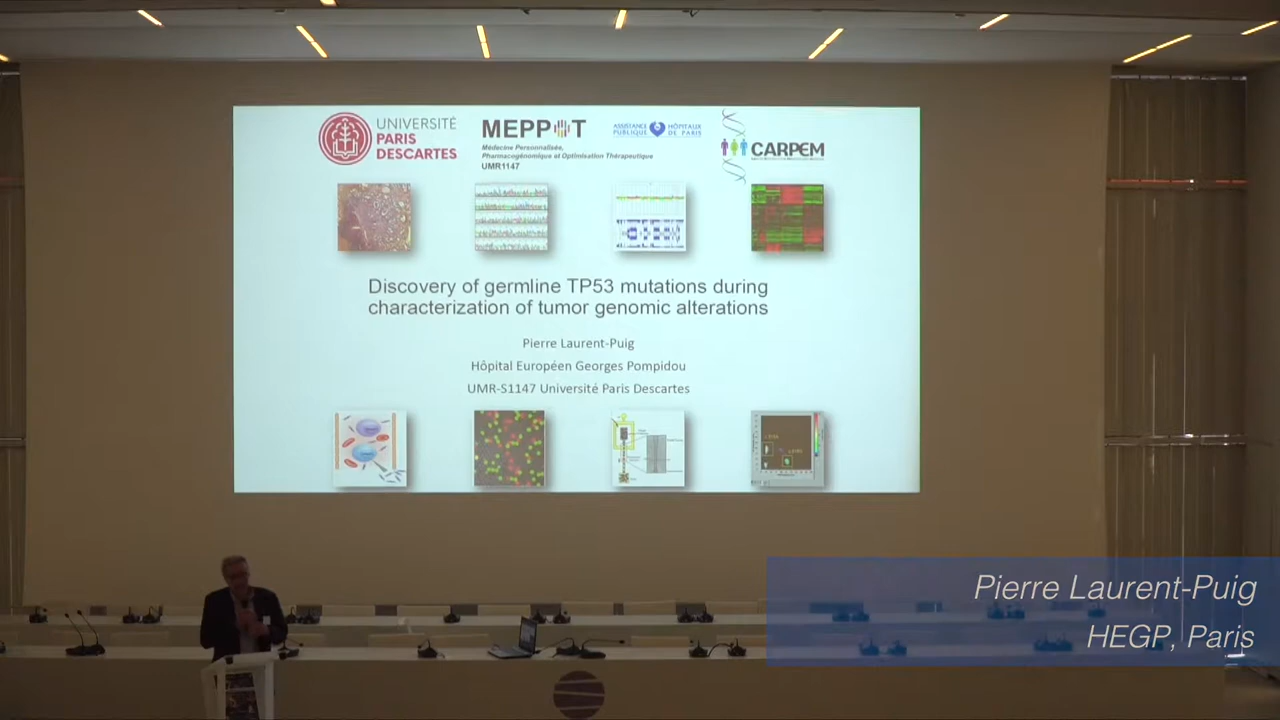 UNIVERSITÉ
PARIS
DESCARTES
MEPPOT
Médecine Personnalisée,
Pharmacogénomique et Optimisation Thérapeutique
UMR1147
ASSISTANCE
PUBLIQUE
HÔPITAUX
DE PARIS
CARPEM
Discovery of germline TP53 mutations during
characterization of tumor genomic alterations
Pierre Laurent-Puig
Hôpital Européen Georges Pompidou
UMR-S1147 Université Paris Descartes
Pierre Laurent-Puig
HEGP, Paris